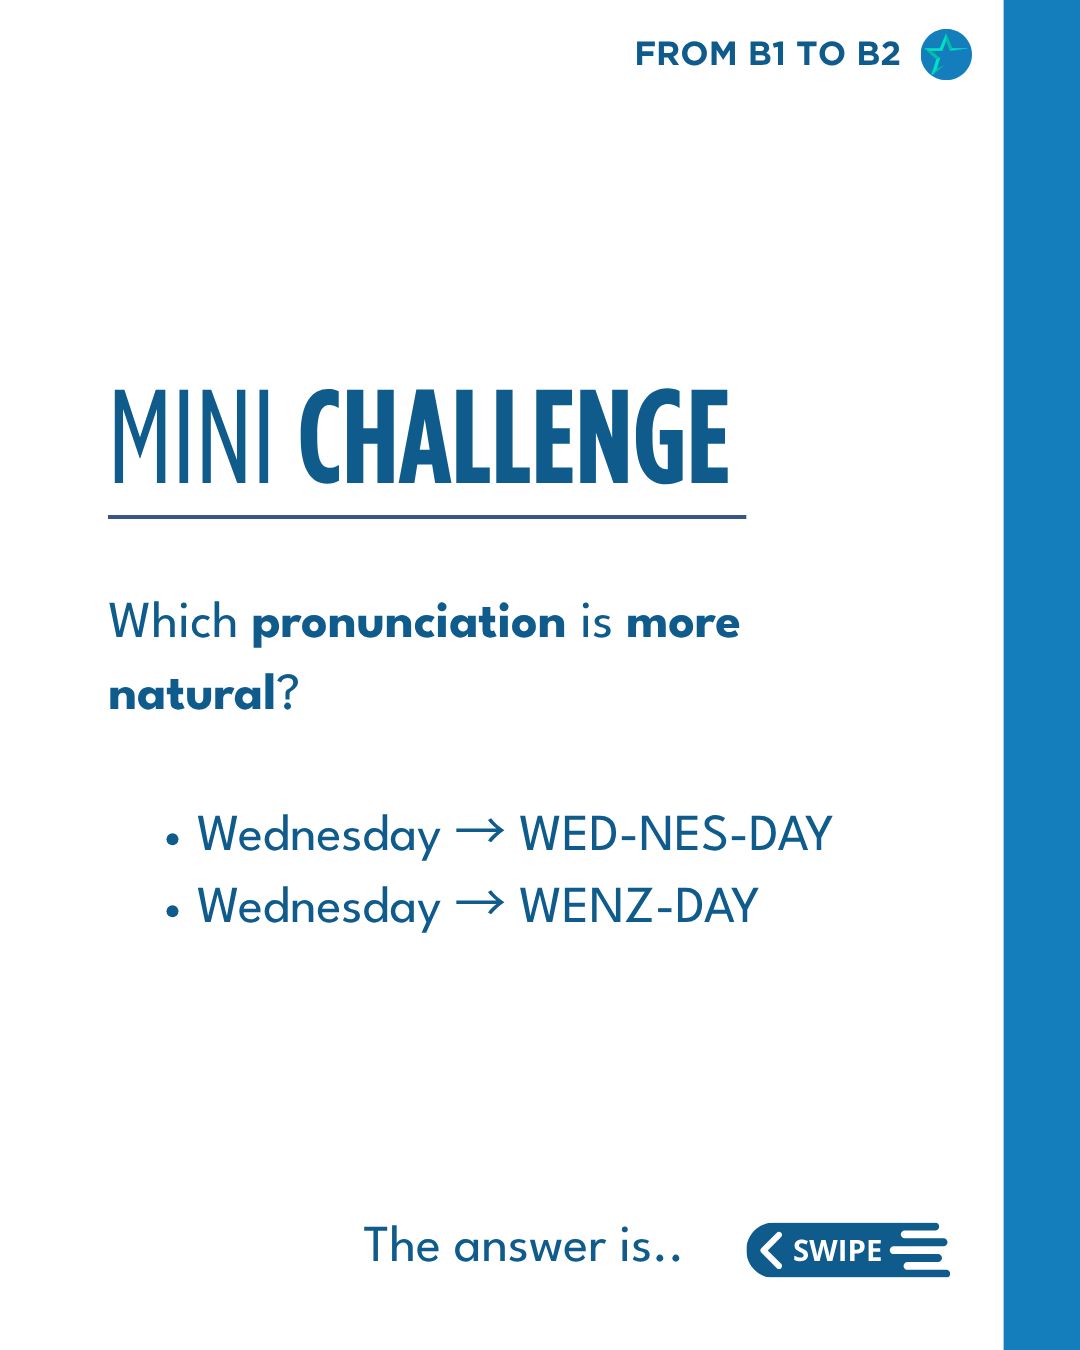 FROM B1 TO B2
MINI CHALLENGE
Which pronunciation is more
natural?
• Wednesday → WED-NES-DAY
• Wednesday → WENZ-DAY
The answer is..
SWIPE